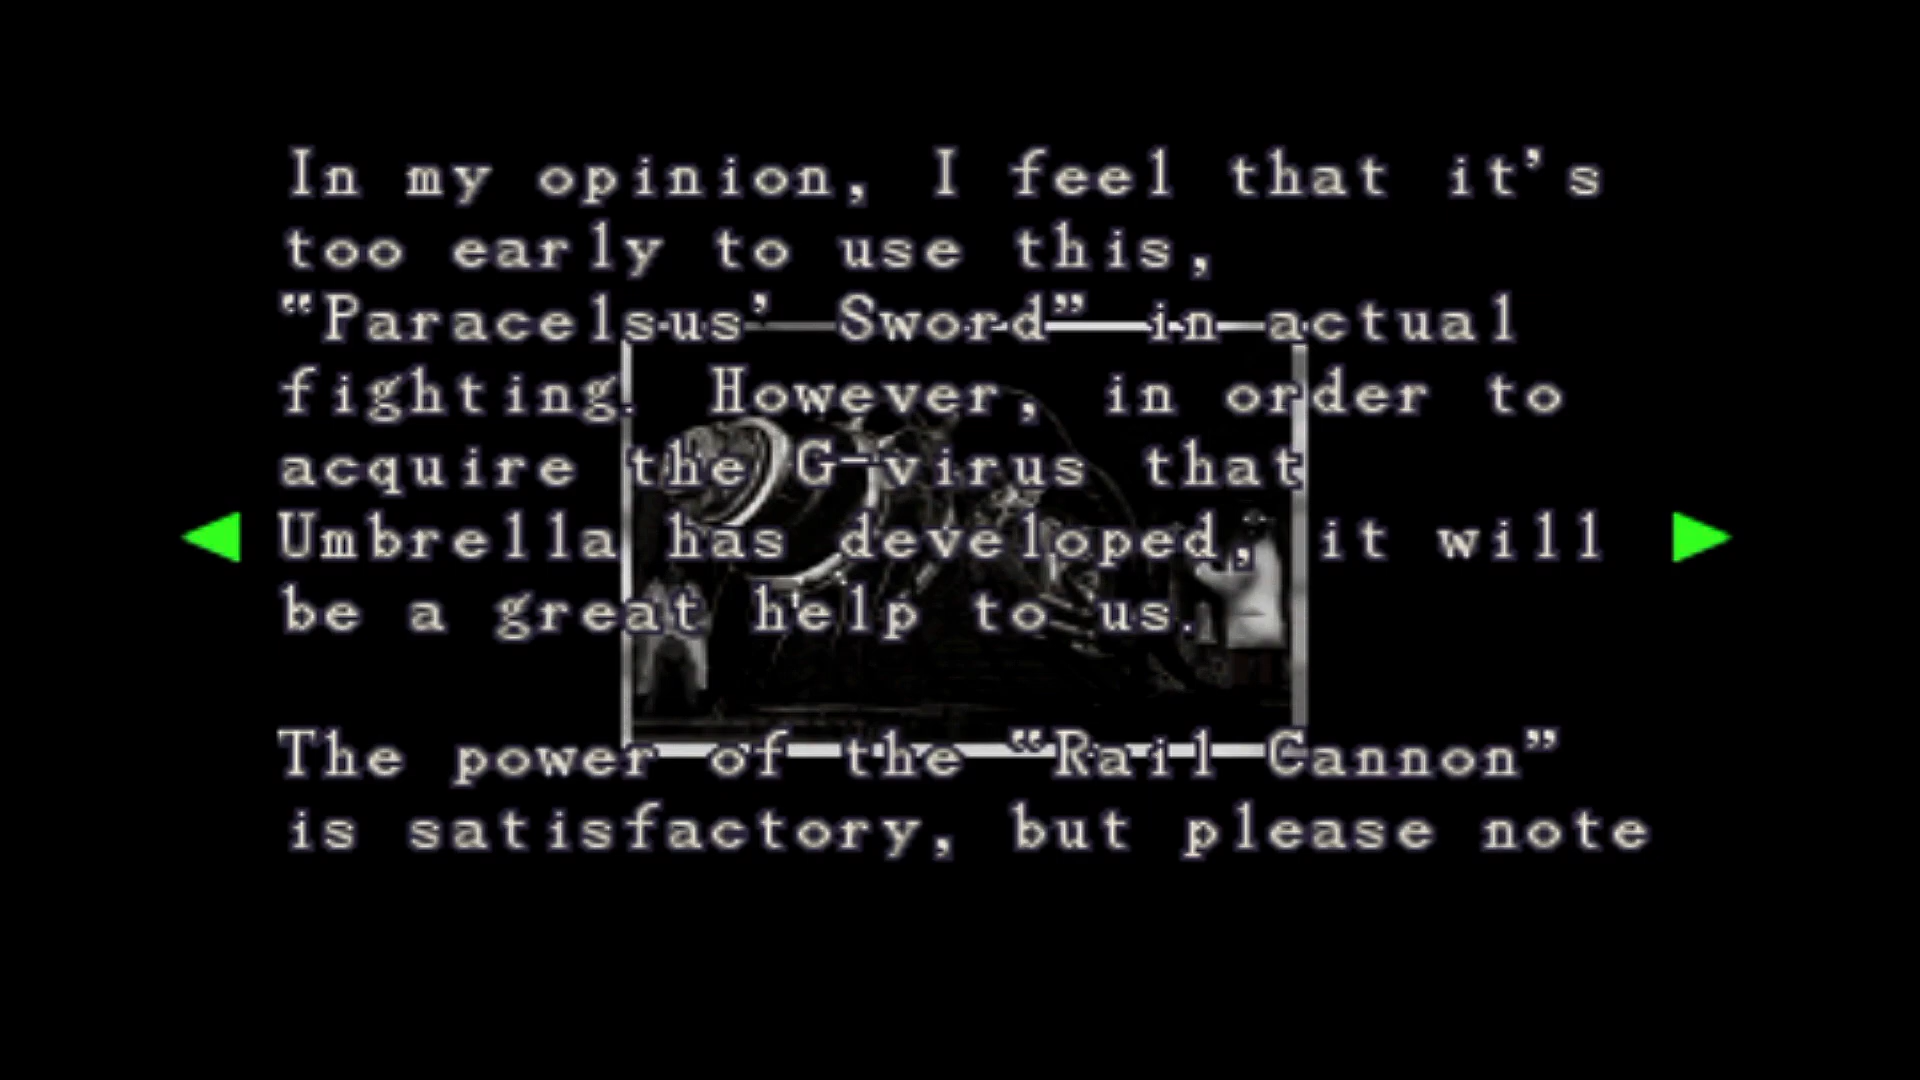 In my opinion, I feel that it’s
too early to use this,
“Paracelsus’ Sword” in actual
fighting. However, in order to
acquire the G-virus that
Umbrella has developed, it will
be a great help to us.
The power of the “Rail Cannon”
is satisfactory, but please note